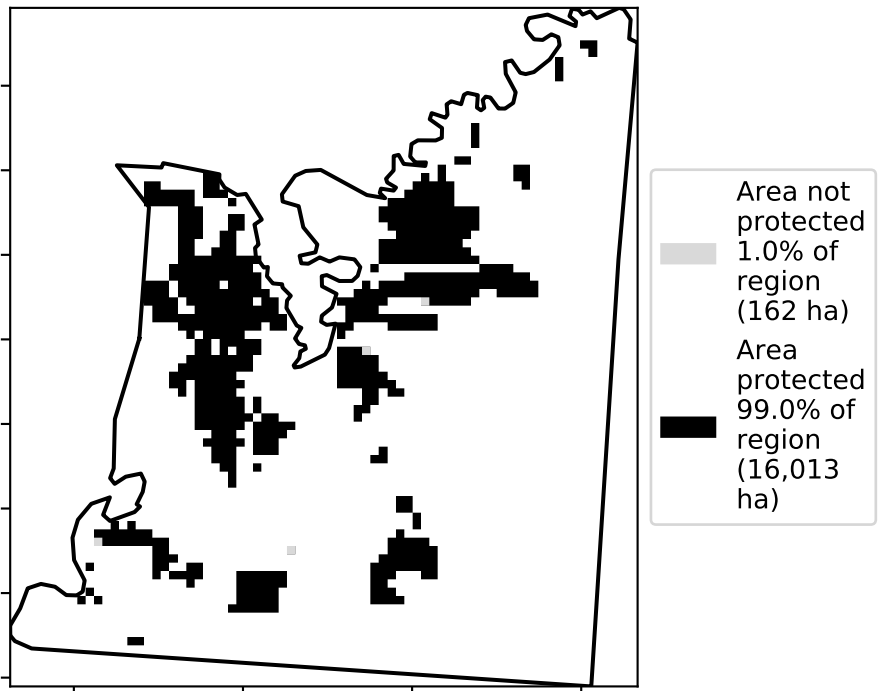 Area not
protected
1.0% of
region
(162 ha)
Area
protected
99.0% of
region
(16,013
ha)